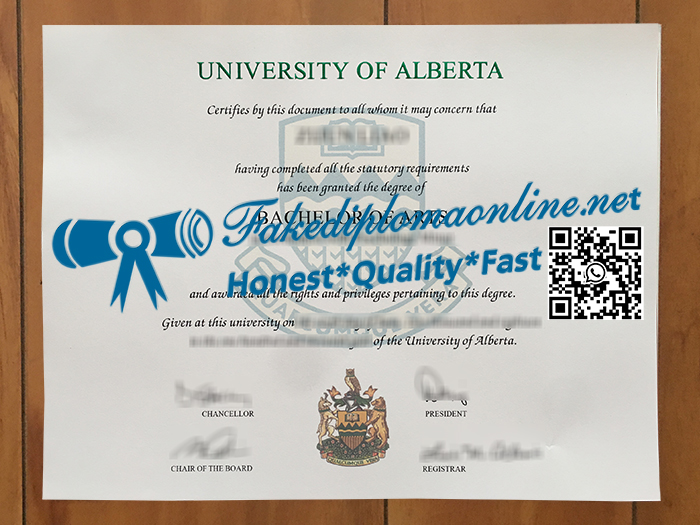 UNIVERSITY OF ALBERTA
Certifies by this document to all whom it may concern that
having completed all the statutory requirements
has been granted the degree of
BACHELOR OF ARTS
Fakediplomaonline.net
Honest*Quality*Fast
and awarded all the rights and privileges pertaining to this degree.
Given at this university on
of the University of Alberta.
CHANCELLOR
PRESIDENT
CHAIR OF THE BOARD
REGISTRAR